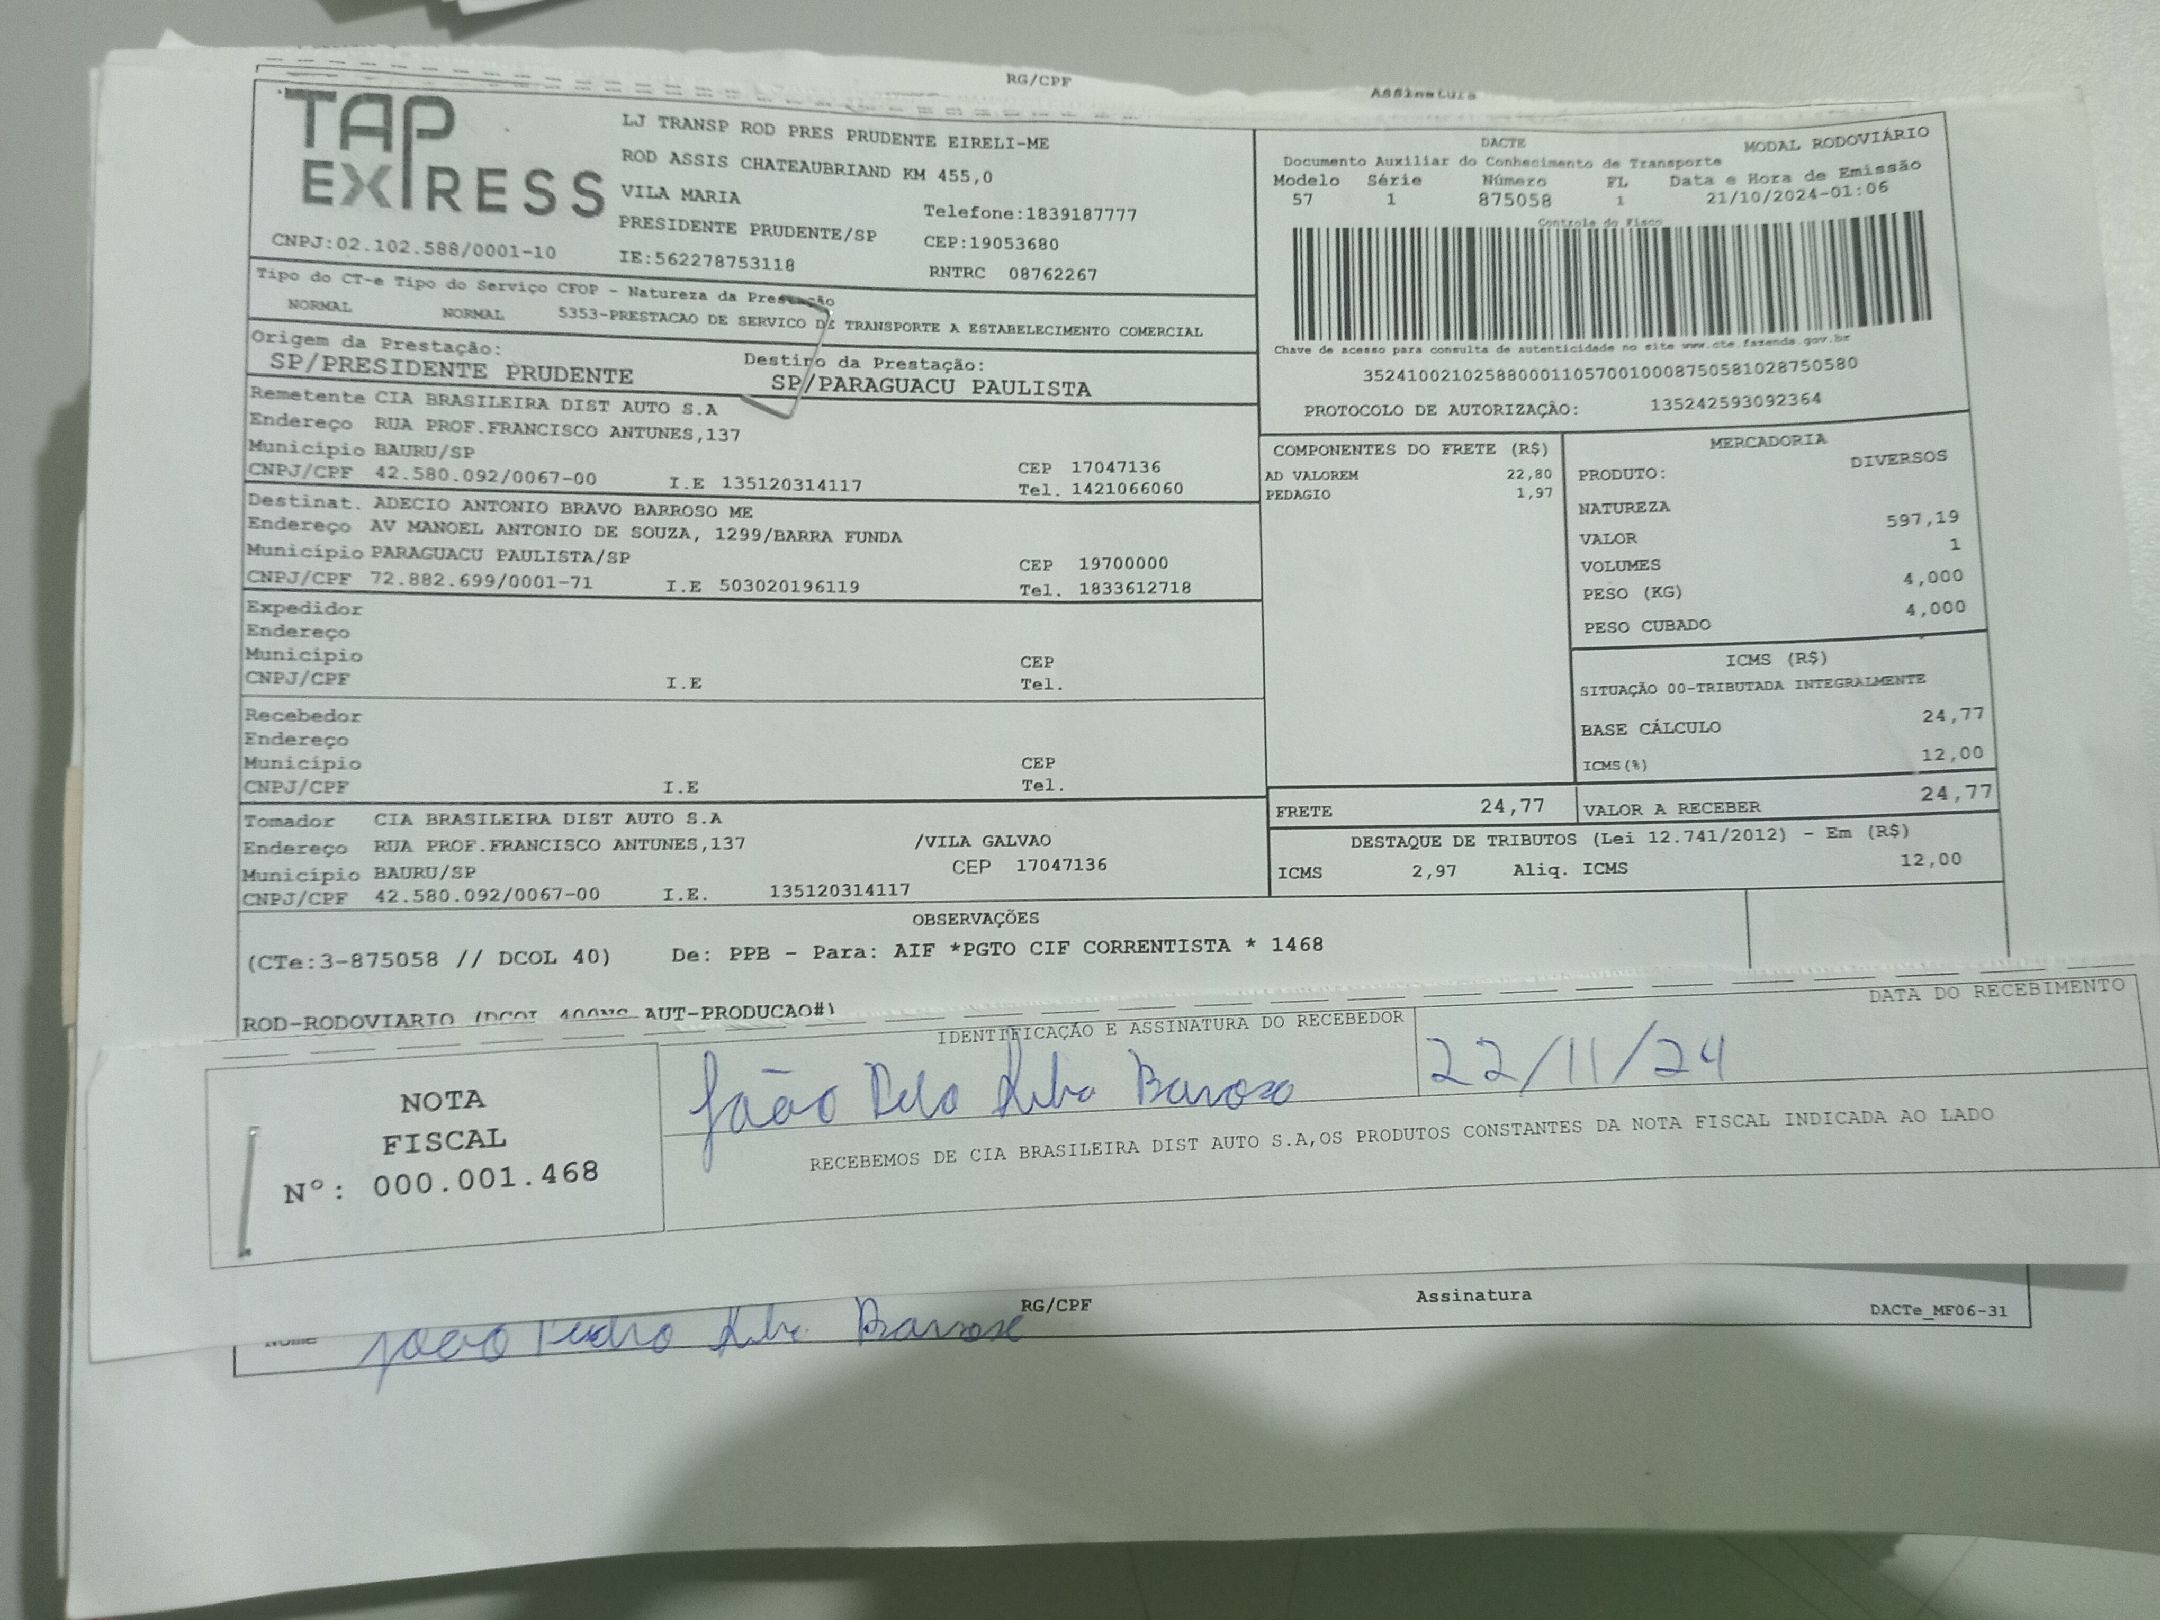 RG/CPF
Assinatura
TAP EXPRESS
CNPJ:02.102.588/0001-10
LJ TRANSP ROD PRES PRUDENTE EIRELI-ME
ROD ASSIS CHATEAUBRIAND KM 455,0
VILA MARIA
Telefone:1839187777
PRESIDENTE PRUDENTE/SP
CEP:19053680
IE:562278753118
RNTRC 08762267
DACTE
MODAL RODOVIÁRIO
Documento Auxiliar do Conhecimento de Transporte
Modelo Série Número FL Data e Hora de Emissão
57 1 875058 1 21/10/2024-01:06
Controle do Fisco
Chave de acesso para consulta de autenticidade no site www.cte.fazenda.gov.br
35241002102588000110570010008750581028750580
PROTOCOLO DE AUTORIZAÇÃO: 135242593092364
Tipo do CT-e Tipo do Serviço CFOP - Natureza da Prestação
NORMAL NORMAL 5353-PRESTACAO DE SERVICO DE TRANSPORTE A ESTABELECIMENTO COMERCIAL
Origem da Prestação:
SP/PRESIDENTE PRUDENTE
Destino da Prestação:
SP/PARAGUACU PAULISTA
Remetente CIA BRASILEIRA DIST AUTO S.A
Endereço RUA PROF.FRANCISCO ANTUNES,137
Município BAURU/SP CEP 17047136
CNPJ/CPF 42.580.092/0067-00 I.E 135120314117 Tel. 1421066060
Destinat. ADECIO ANTONIO BRAVO BARROSO ME
Endereço AV MANOEL ANTONIO DE SOUZA, 1299/BARRA FUNDA
Município PARAGUACU PAULISTA/SP CEP 19700000
CNPJ/CPF 72.882.699/0001-71 I.E 503020196119 Tel. 1833612718
Expedidor
Endereço
Município CEP
CNPJ/CPF I.E Tel.
Recebedor
Endereço
Município CEP
CNPJ/CPF I.E Tel.
Tomador CIA BRASILEIRA DIST AUTO S.A
Endereço RUA PROF.FRANCISCO ANTUNES,137 /VILA GALVAO
Município BAURU/SP CEP 17047136
CNPJ/CPF 42.580.092/0067-00 I.E. 135120314117
COMPONENTES DO FRETE (R$)
AD VALOREM 22,80
PEDAGIO 1,97
MERCADORIA
PRODUTO: DIVERSOS
NATUREZA
VALOR 597,19
VOLUMES 1
PESO (KG) 4,000
PESO CUBADO 4,000
ICMS (R$)
SITUAÇÃO 00-TRIBUTADA INTEGRALMENTE
BASE CÁLCULO 24,77
ICMS(%) 12,00
FRETE 24,77 VALOR A RECEBER 24,77
DESTAQUE DE TRIBUTOS (Lei 12.741/2012) - Em (R$)
ICMS 2,97 Aliq. ICMS 12,00
OBSERVAÇÕES
(CTe:3-875058 // DCOL 40) De: PPB - Para: AIF *PGTO CIF CORRENTISTA * 1468
ROD-RODOVIARIO (DCOL AUT-PRODUCAO#)
IDENTIFICAÇÃO E ASSINATURA DO RECEBEDOR
DATA DO RECEBIMENTO
João Barroso 22/11/24
NOTA
FISCAL
Nº: 000.001.468
RECEBEMOS DE CIA BRASILEIRA DIST AUTO S.A,OS PRODUTOS CONSTANTES DA NOTA FISCAL INDICADA AO LADO
Nome João Pedro Barrose RG/CPF Assinatura
DACTe_MF06-31